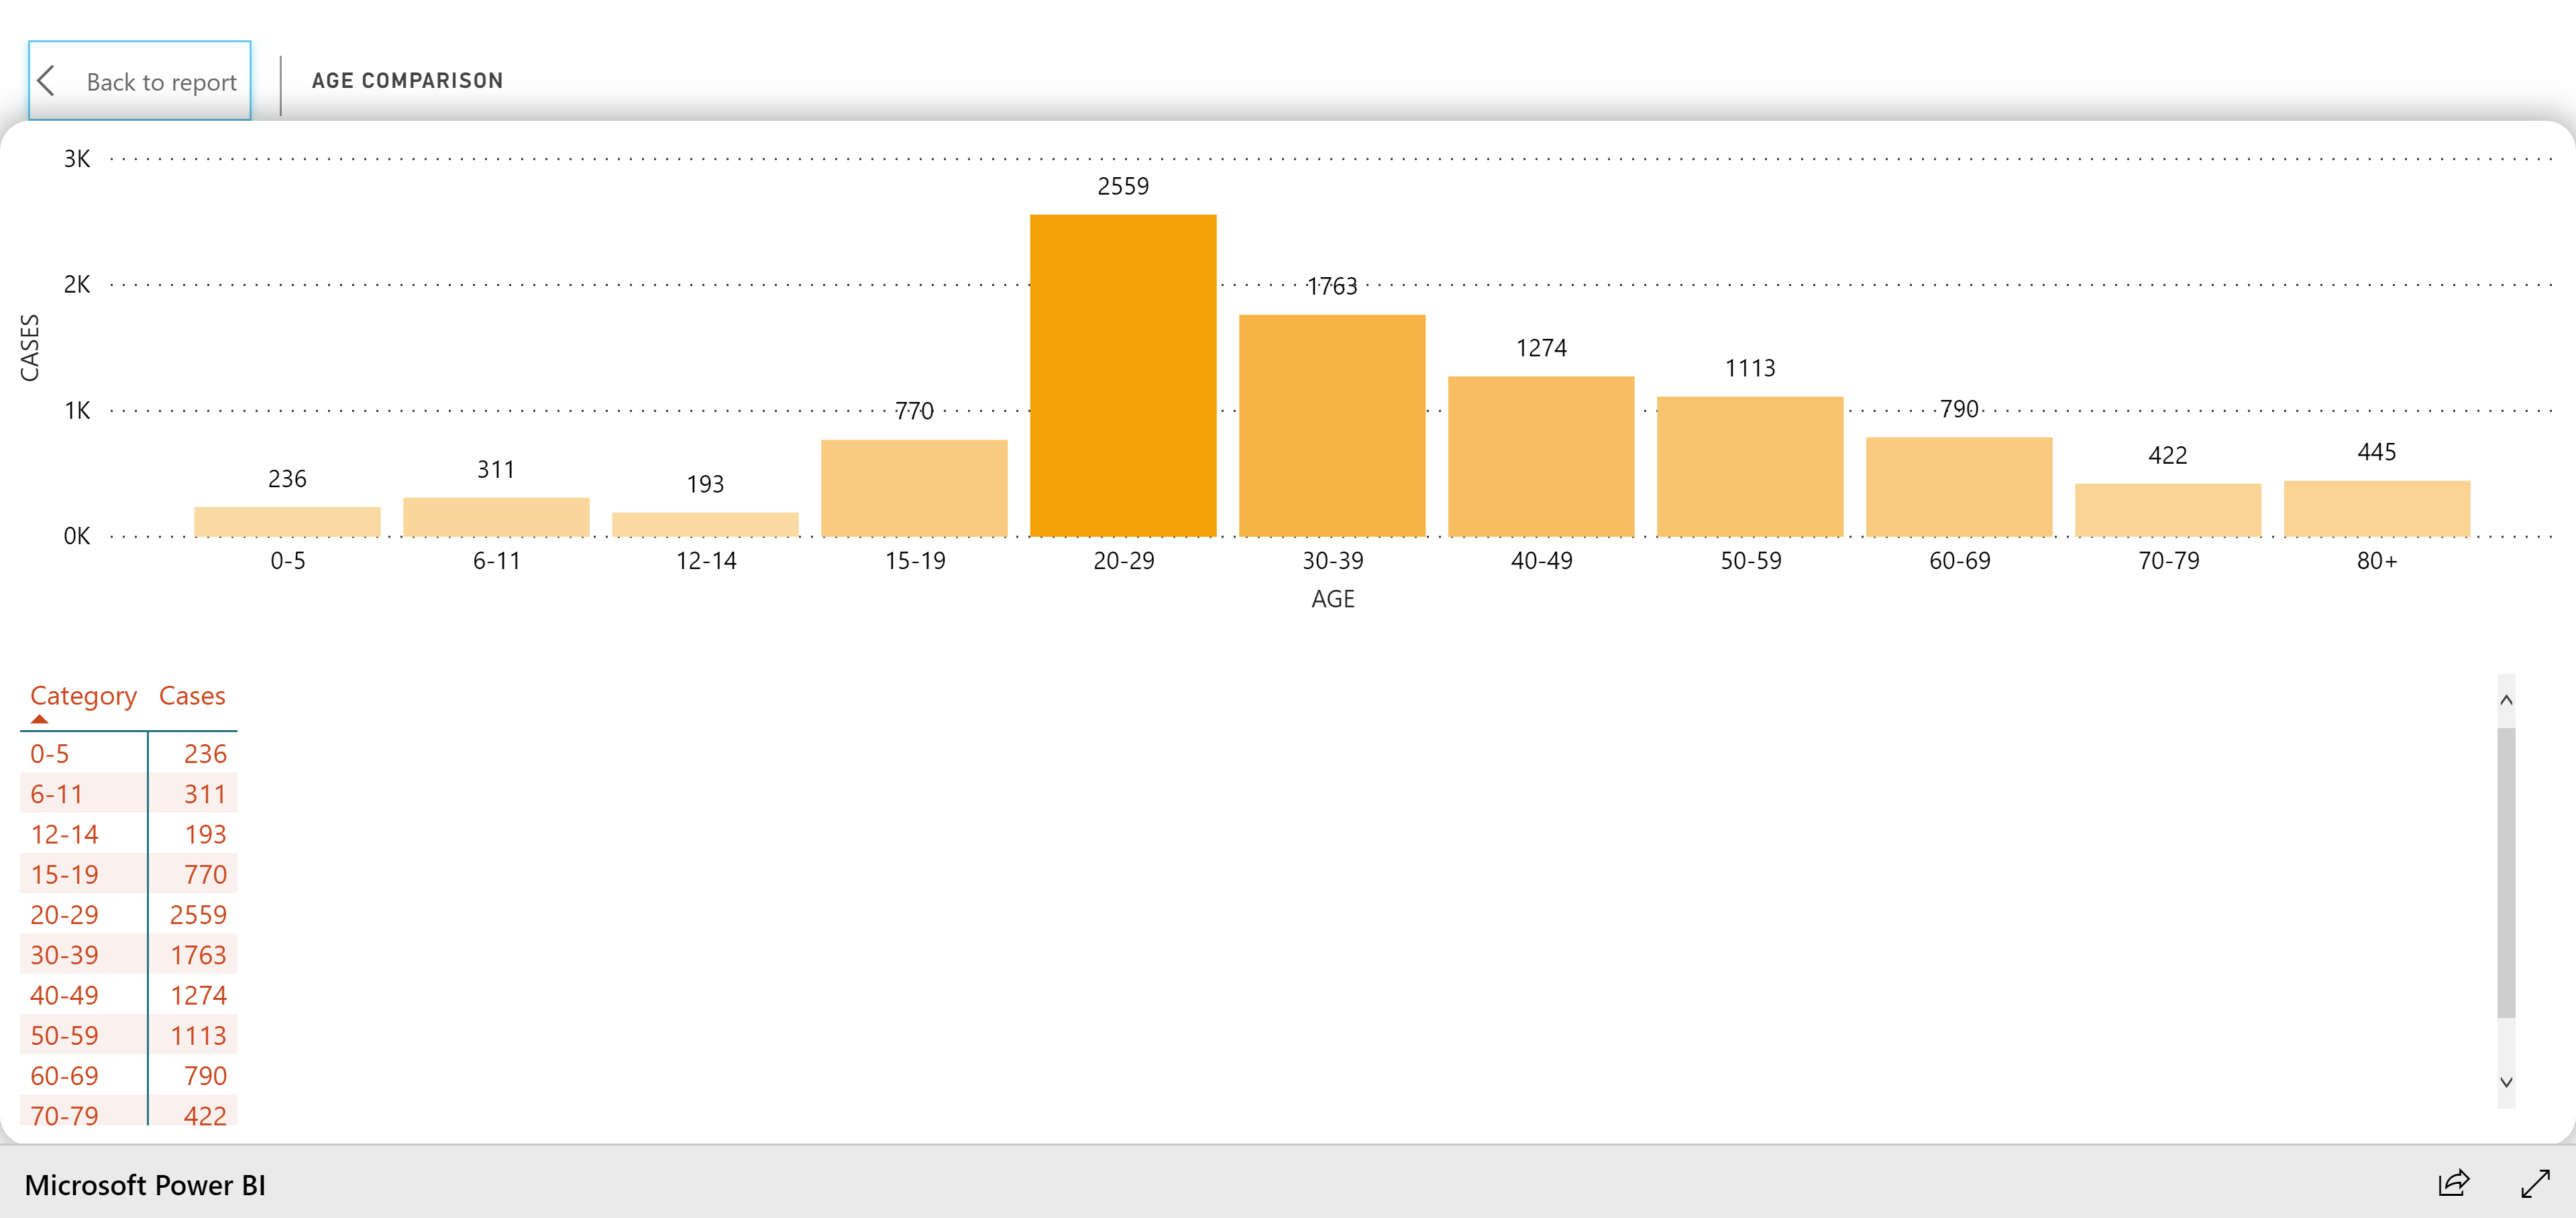 Back to report
AGE COMPARISON
3K
2559
2K
1763
CASES
1274
1113
1K
770
790
445
422
311
236
193
0K
0-5 6-11 12-14 15-19 20-29 30-39 40-49 50-59 60-69 70-79 80+
AGE
Category Cases
0-5 236
6-11 311
12-14 193
15-19 770
20-29 2559
30-39 1763
40-49 1274
50-59 1113
60-69 790
70-79 422
Microsoft Power BI